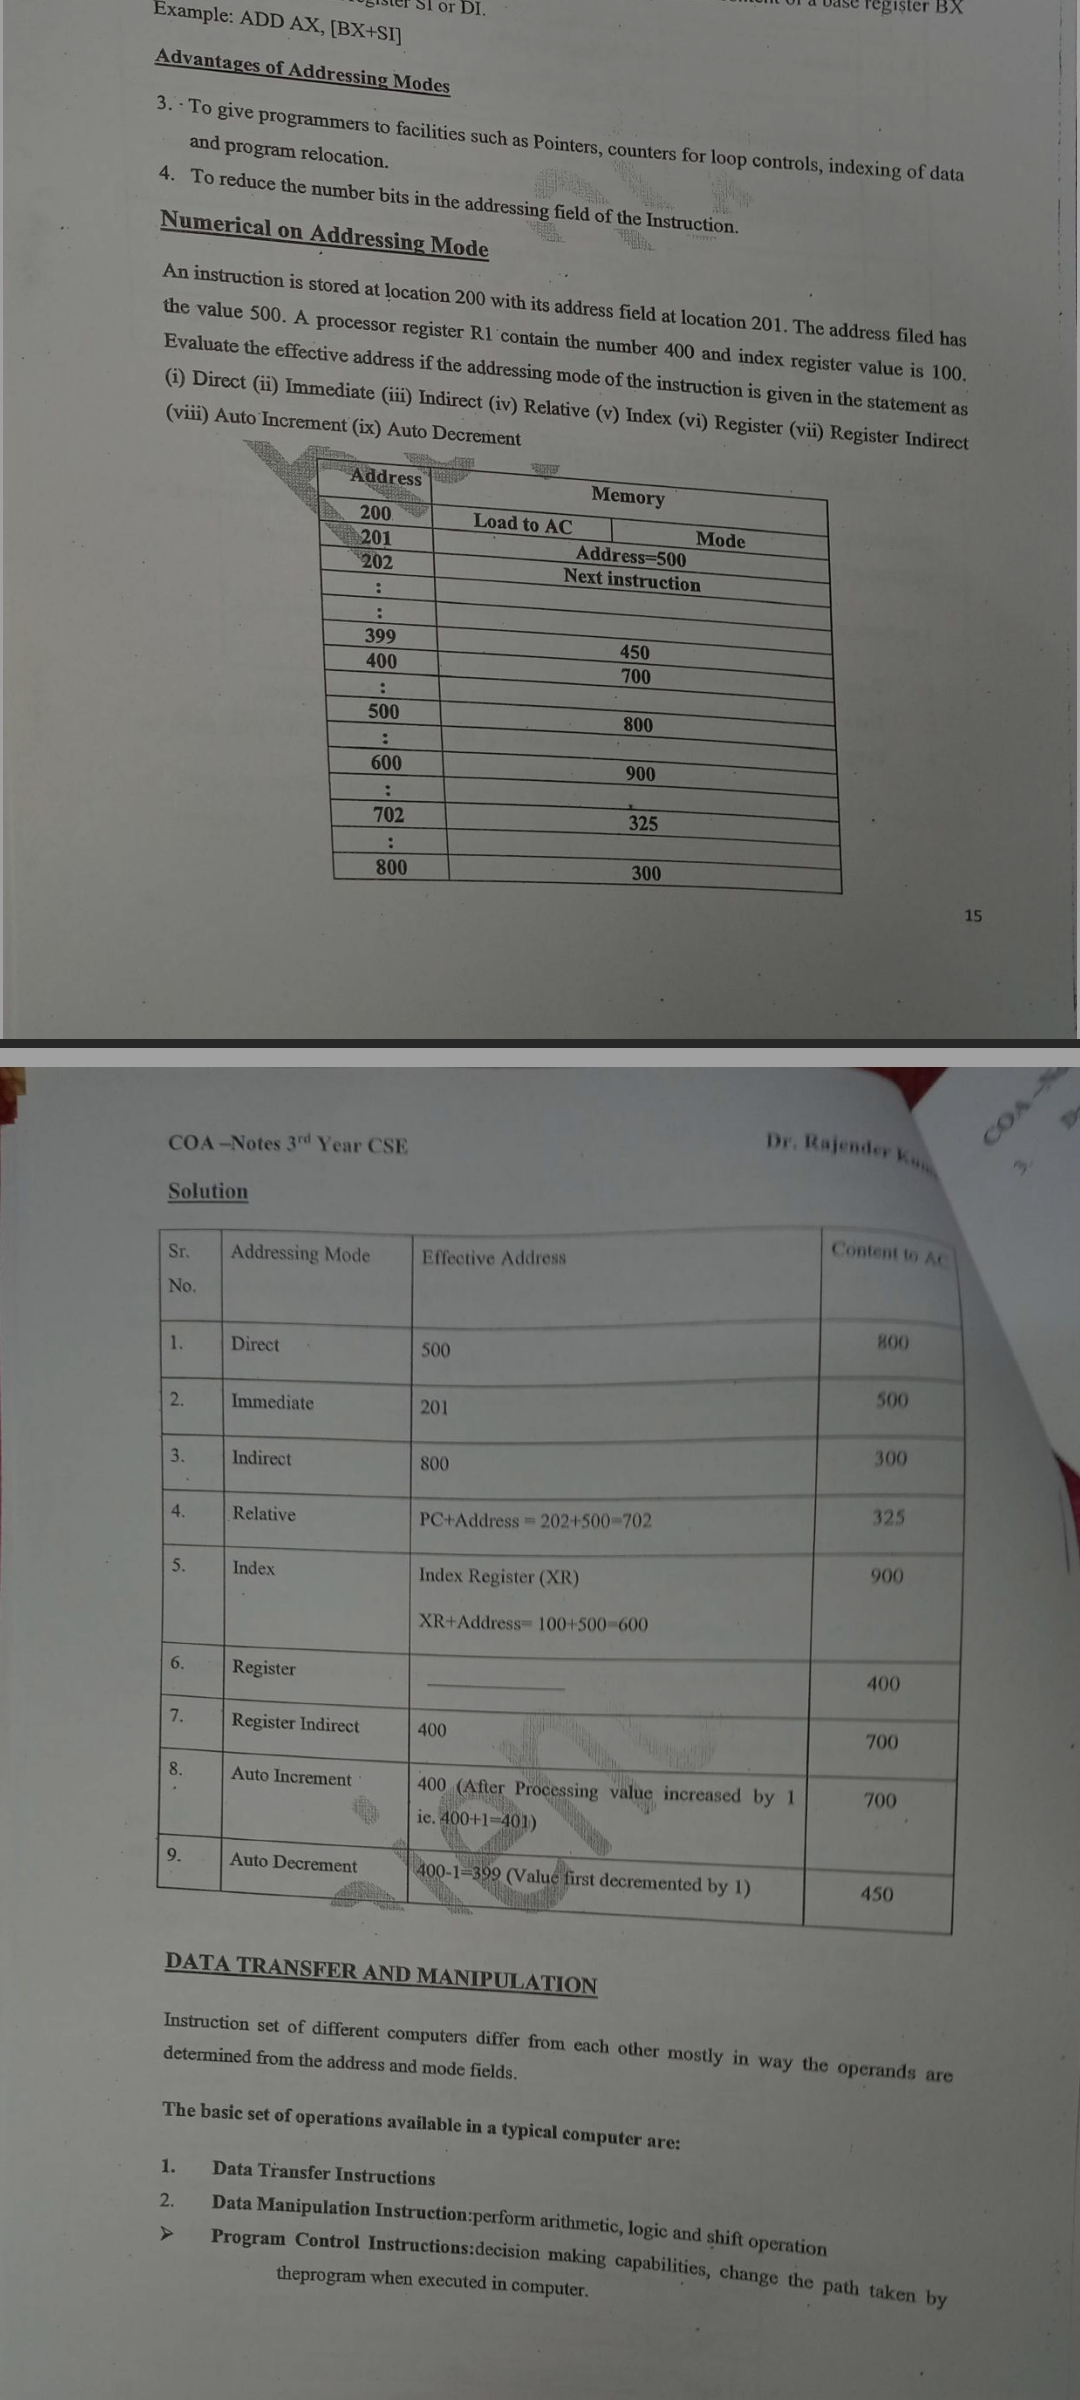 SI or DI.
a base register BX
Example: ADD AX, [BX+SI]
Advantages of Addressing Modes
3. To give programmers to facilities such as Pointers, counters for loop controls, indexing of data
and program relocation.
4. To reduce the number bits in the addressing field of the Instruction.
Numerical on Addressing Mode
An instruction is stored at location 200 with its address field at location 201. The address filed has
the value 500. A processor register R1 contain the number 400 and index register value is 100.
Evaluate the effective address if the addressing mode of the instruction is given in the statement as
(i) Direct (ii) Immediate (iii) Indirect (iv) Relative (v) Index (vi) Register (vii) Register Indirect
(viii) Auto Increment (ix) Auto Decrement
Address Memory
200 Load to AC Mode
201 Address=500
202 Next instruction
:
:
399 450
400 700
:
500 800
:
600 900
:
702 325
:
800 300
15
COA –Notes 3rd Year CSE Dr. Rajender
COA
Solution
Sr. No. Addressing Mode Effective Address Content to AC
1. Direct 500 800
2. Immediate 201 500
3. Indirect 800 300
4. Relative PC+Address = 202+500=702 325
5. Index Index Register (XR) 900
XR+Address= 100+500=600
6. Register 400
7. Register Indirect 400 700
8. Auto Increment 400 (After Processing value increased by 1 700
ie. 400+1=401)
9. Auto Decrement 400-1=399 (Value first decremented by 1) 450
DATA TRANSFER AND MANIPULATION
Instruction set of different computers differ from each other mostly in way the operands are
determined from the address and mode fields.
The basic set of operations available in a typical computer are:
1. Data Transfer Instructions
2. Data Manipulation Instruction:perform arithmetic, logic and shift operation
➢ Program Control Instructions:decision making capabilities, change the path taken by
theprogram when executed in computer.